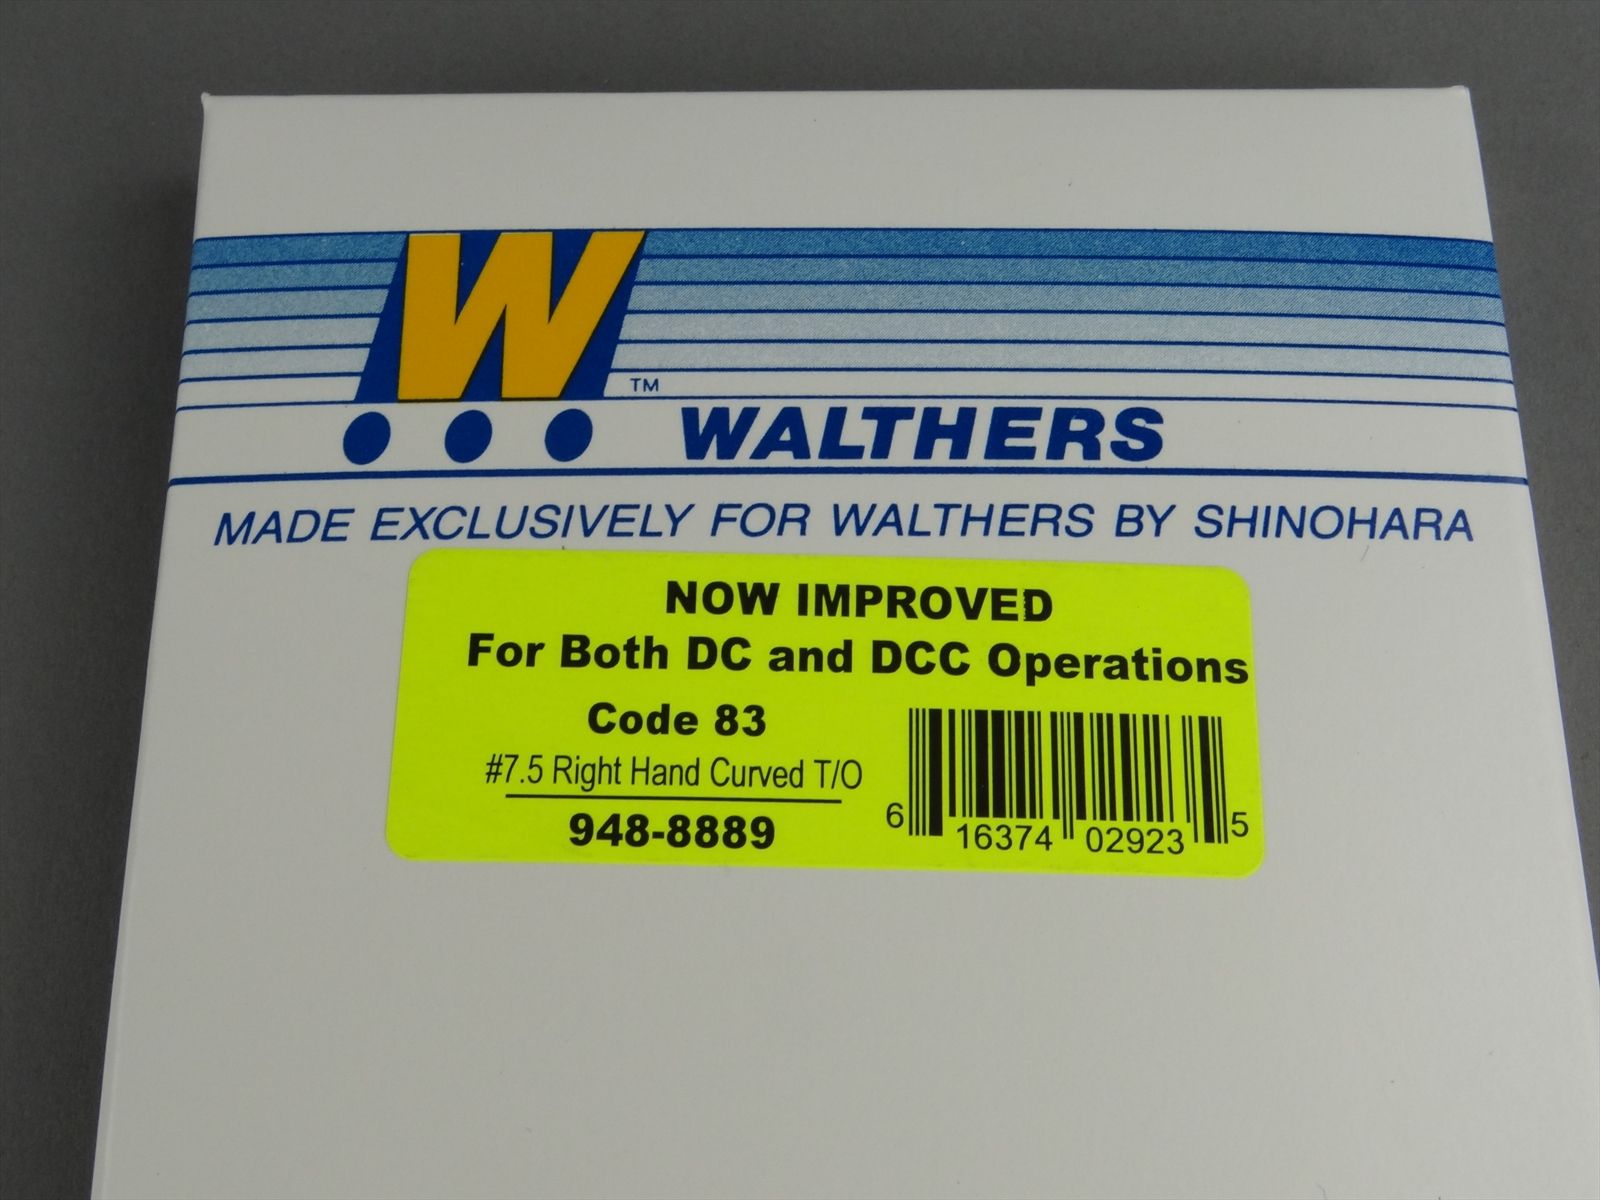 W
TM
WALTHERS
MADE EXCLUSIVELY FOR WALTHERS BY SHINOHARA
NOW IMPROVED
For Both DC and DCC Operations
Code 83
#7.5 Right Hand Curved T/O
948-8889
6 16374 02923 5